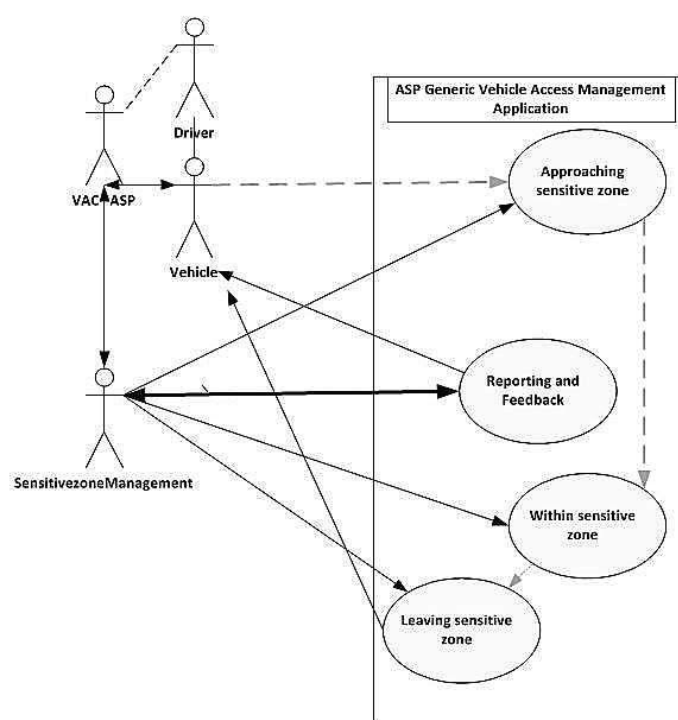 ASP Generic Vehicle Access Management
Application
Driver
Approaching
sensitive zone
VAC ASP
Vehicle
Reporting and
Feedback
SensitivezoneManagement
Within sensitive
zone
Leaving sensitive
zone